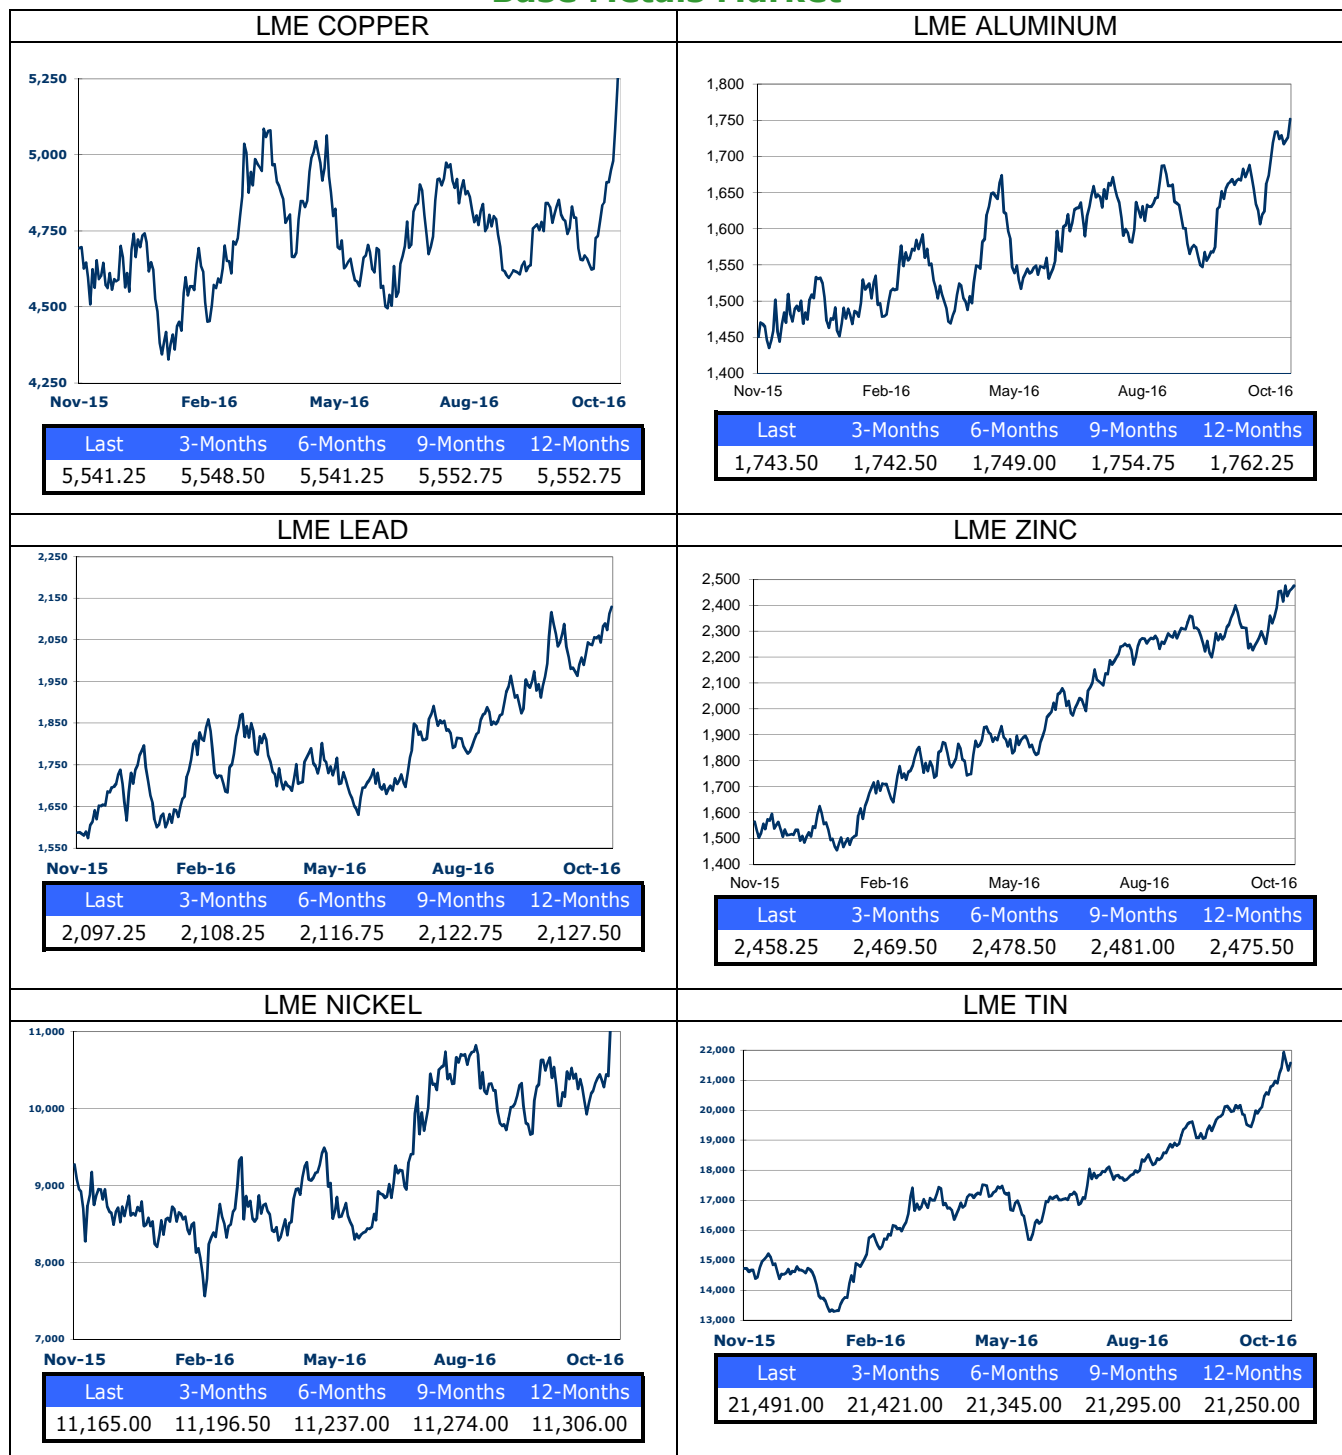 LME COPPER
5,250
5,000
4,750
4,500
4,250
Nov-15 Feb-16 May-16 Aug-16 Oct-16
Last 3-Months 6-Months 9-Months 12-Months
5,541.25 5,548.50 5,541.25 5,552.75 5,552.75
LME ALUMINUM
1,800
1,750
1,700
1,650
1,600
1,550
1,500
1,450
1,400
Nov-15 Feb-16 May-16 Aug-16 Oct-16
Last 3-Months 6-Months 9-Months 12-Months
1,743.50 1,742.50 1,749.00 1,754.75 1,762.25
LME LEAD
2,250
2,150
2,050
1,950
1,850
1,750
1,650
1,550
Nov-15 Feb-16 May-16 Aug-16 Oct-16
Last 3-Months 6-Months 9-Months 12-Months
2,097.25 2,108.25 2,116.75 2,122.75 2,127.50
LME ZINC
2,500
2,400
2,300
2,200
2,100
2,000
1,900
1,800
1,700
1,600
1,500
1,400
Nov-15 Feb-16 May-16 Aug-16 Oct-16
Last 3-Months 6-Months 9-Months 12-Months
2,458.25 2,469.50 2,478.50 2,481.00 2,475.50
LME NICKEL
11,000
10,000
9,000
8,000
7,000
Nov-15 Feb-16 May-16 Aug-16 Oct-16
Last 3-Months 6-Months 9-Months 12-Months
11,165.00 11,196.50 11,237.00 11,274.00 11,306.00
LME TIN
22,000
21,000
20,000
19,000
18,000
17,000
16,000
15,000
14,000
13,000
Nov-15 Feb-16 May-16 Aug-16 Oct-16
Last 3-Months 6-Months 9-Months 12-Months
21,491.00 21,421.00 21,345.00 21,295.00 21,250.00